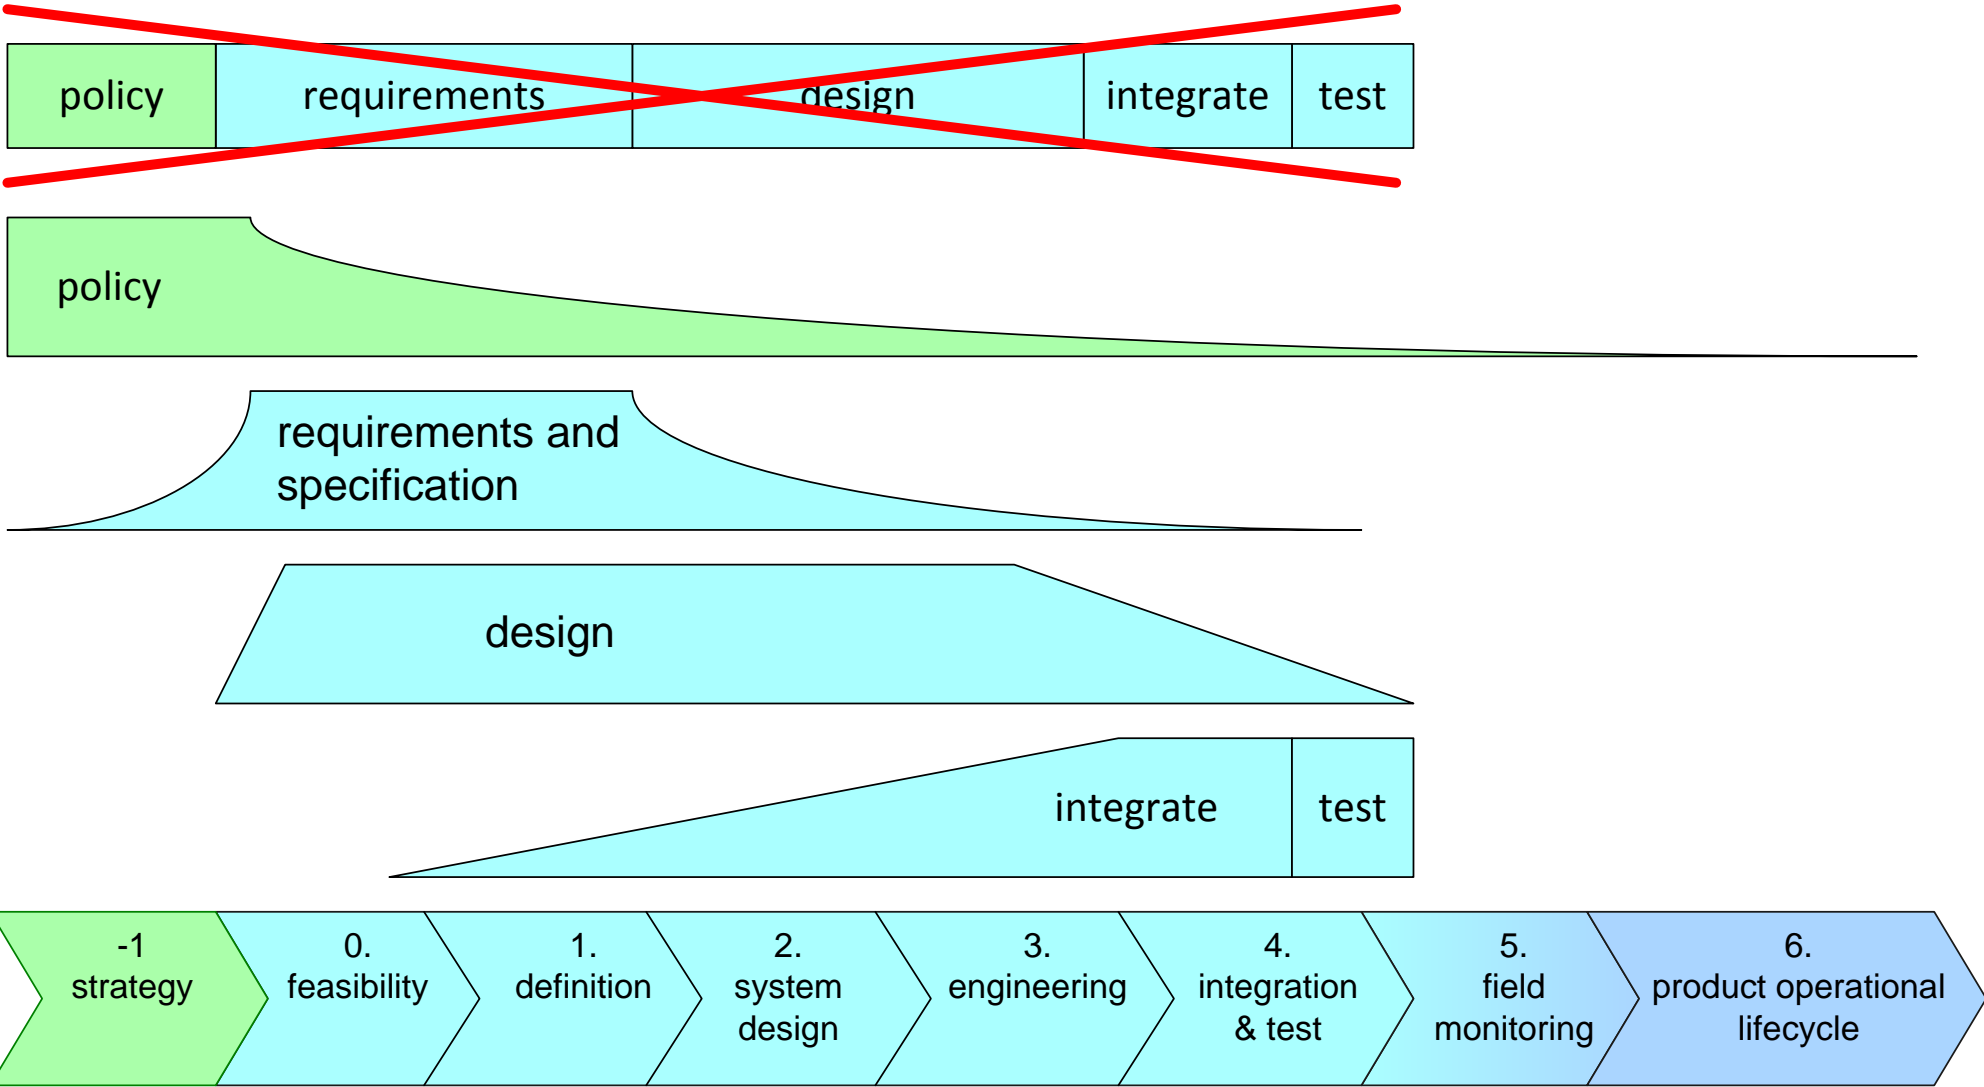 policy
requirements
design
integrate
test
policy
requirements and
specification
design
integrate
test
-1
strategy
0.
feasibility
1.
definition
2.
system
design
3.
engineering
4.
integration
& test
5.
field
monitoring
6.
product operational
lifecycle